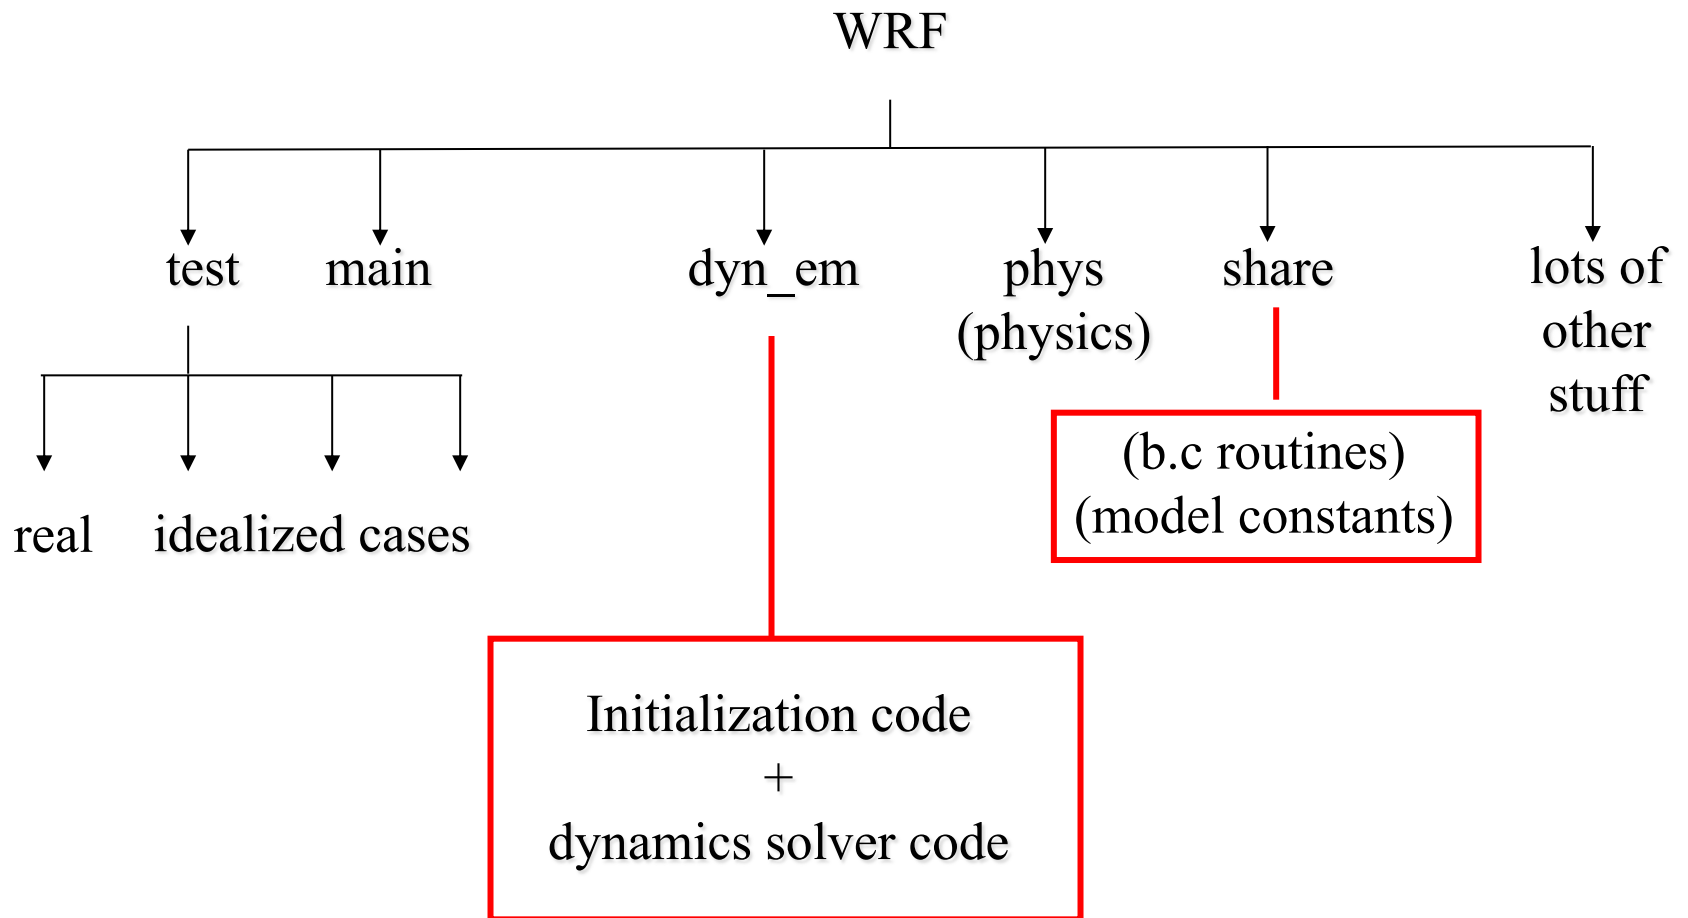 WRF
test
main
dyn_em
phys
(physics)
share
lots of
other
stuff
(b.c routines)
(model constants)
real
idealized cases
Initialization code
+
dynamics solver code